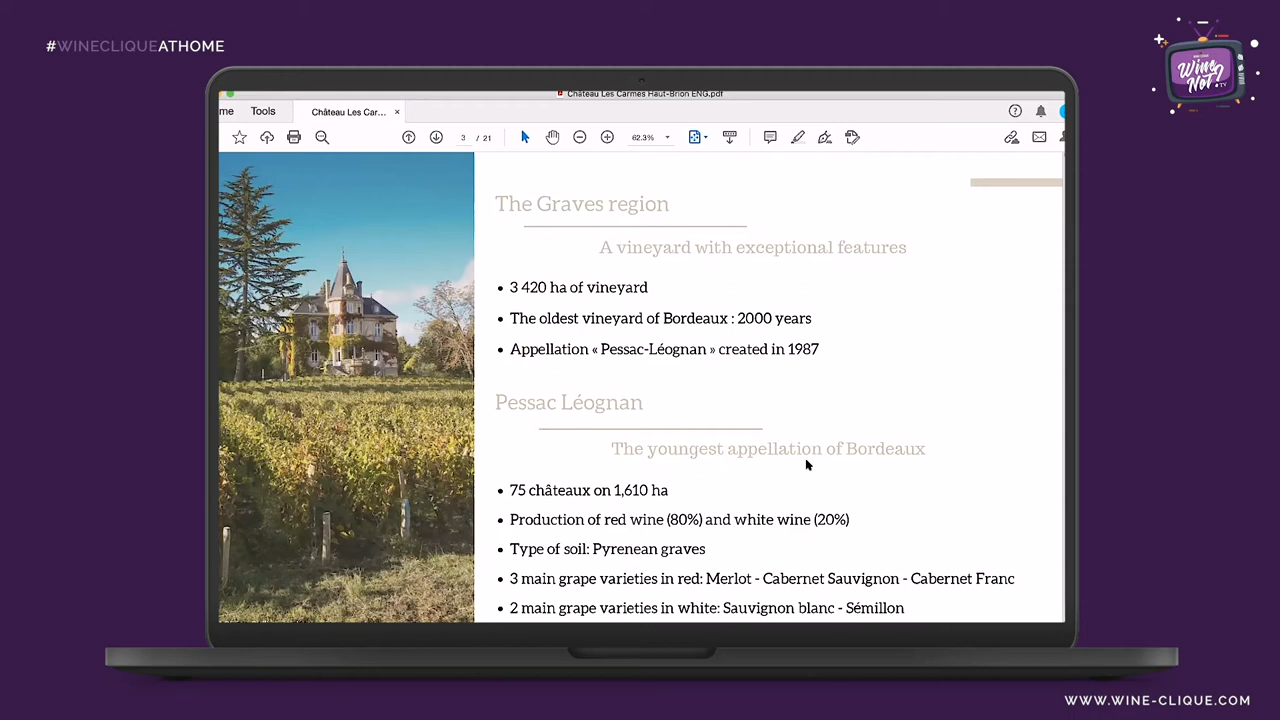 #WINECLIQUEATHOME
Wine Not?.TV
Château Les Carmes Haut-Brion ENG.pdf
me Tools Château Les Car... ×
3 / 21 62.3%
The Graves region
A vineyard with exceptional features
• 3 420 ha of vineyard
• The oldest vineyard of Bordeaux : 2000 years
• Appellation « Pessac-Léognan » created in 1987
Pessac Léognan
The youngest appellation of Bordeaux
• 75 châteaux on 1,610 ha
• Production of red wine (80%) and white wine (20%)
• Type of soil: Pyrenean graves
• 3 main grape varieties in red: Merlot - Cabernet Sauvignon - Cabernet Franc
• 2 main grape varieties in white: Sauvignon blanc - Sémillon
WWW.WINE-CLIQUE.COM